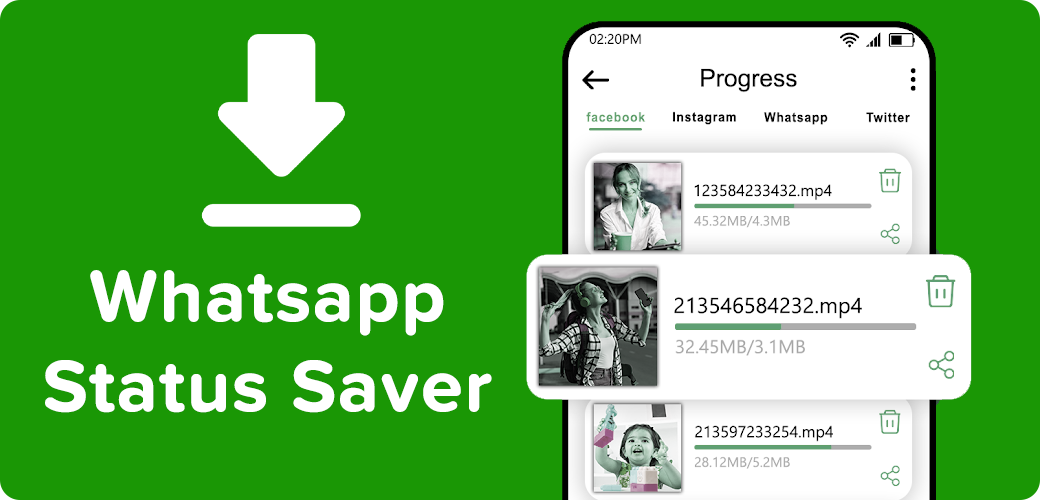 Whatsapp
Status Saver
02:20PM
Progress
facebook Instagram Whatsapp Twitter
123584233432.mp4
45.32MB/4.3MB
213546584232.mp4
32.45MB/3.1MB
213597233254.mp4
28.12MB/5.2MB